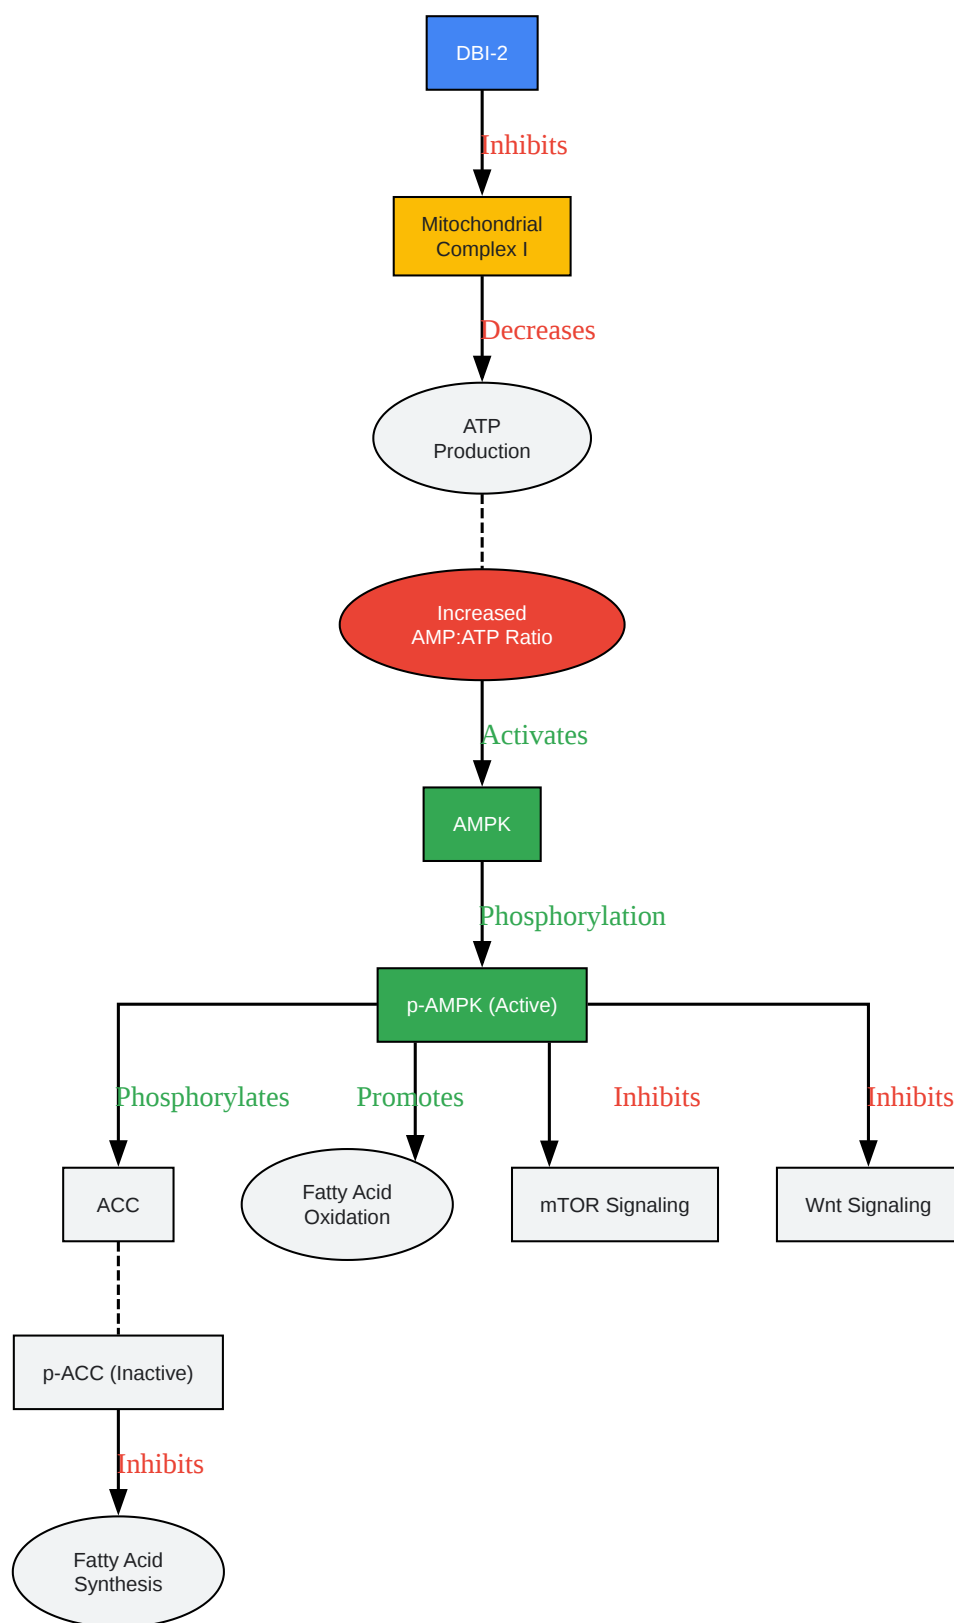 DBI-2
Inhibits
Mitochondrial
Complex I
Decreases
ATP
Production
Increased
AMP:ATP Ratio
Activates
AMPK
Phosphorylation
p-AMPK (Active)
Phosphorylates
Promotes
Inhibits
Inhibits
ACC
Fatty Acid
Oxidation
mTOR Signaling
Wnt Signaling
p-ACC (Inactive)
Inhibits
Fatty Acid
Synthesis